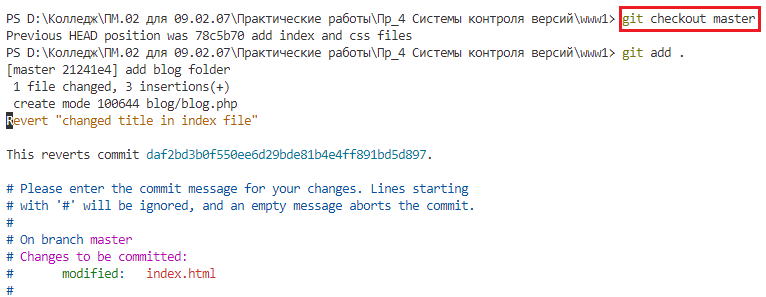 PS D:\Колледж\ПМ.02 для 09.02.07\Практические работы\Пр_4 Системы контроля версий\www1> git checkout master
Previous HEAD position was 78c5b70 add index and css files
PS D:\Колледж\ПМ.02 для 09.02.07\Практические работы\Пр_4 Системы контроля версий\www1> git add .
[master 21241e4] add blog folder
 1 file changed, 3 insertions(+)
 create mode 100644 blog/blog.php
Revert "changed title in index file"

This reverts commit daf2bd3b0f550ee6d29bde81b4e4ff891bd5d897.

# Please enter the commit message for your changes. Lines starting
# with '#' will be ignored, and an empty message aborts the commit.
#
# On branch master
# Changes to be committed:
#       modified:   index.html
#